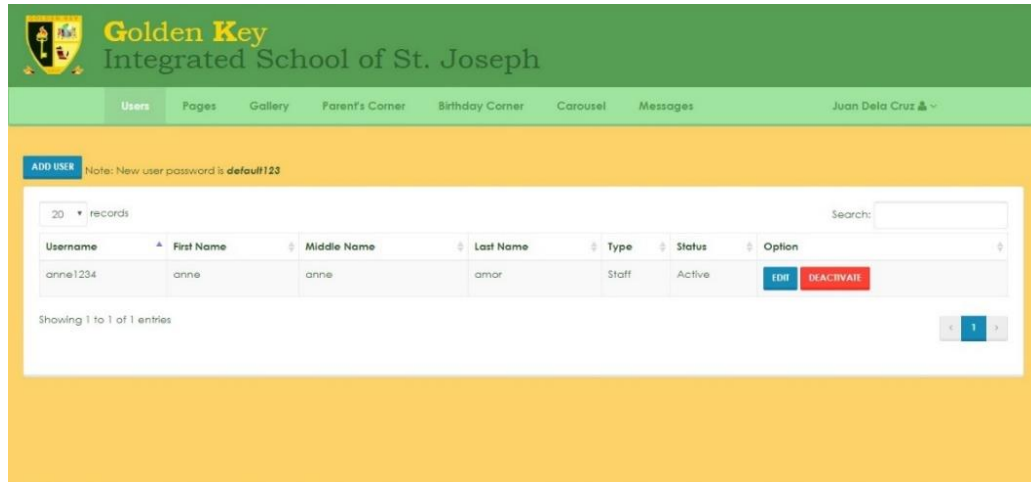 Golden Key
Integrated School of St. Joseph
Users Pages Gallery Parent's Corner Birthday Corner Carousel Messages Juan Dela Cruz
ADD USER Note: New user password is default123
20 records Search:
Username First Name Middle Name Last Name Type Status Option
anne1234 anne anne amor Staff Active EDIT DEACTIVATE
Showing 1 to 1 of 1 entries
1